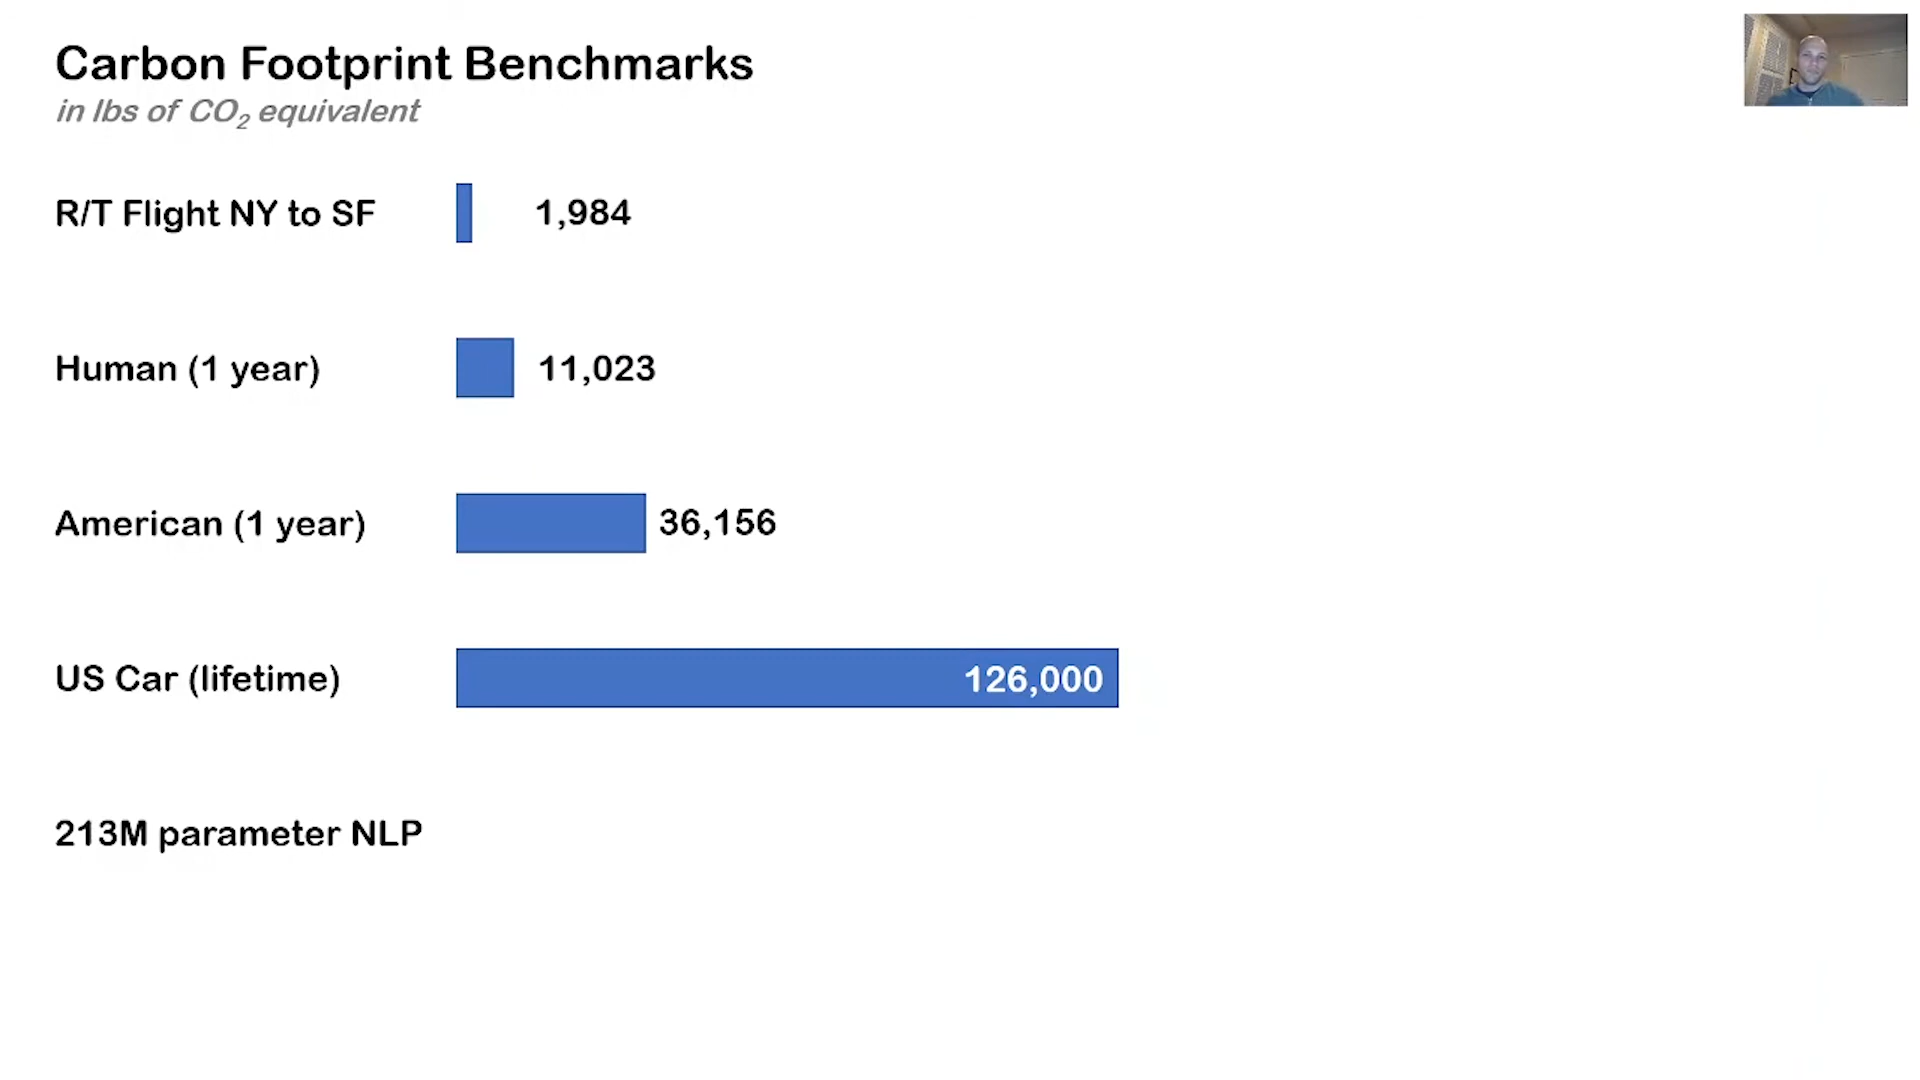 Carbon Footprint Benchmarks
in lbs of CO₂ equivalent
R/T Flight NY to SF 1,984
Human (1 year) 11,023
American (1 year) 36,156
US Car (lifetime) 126,000
213M parameter NLP